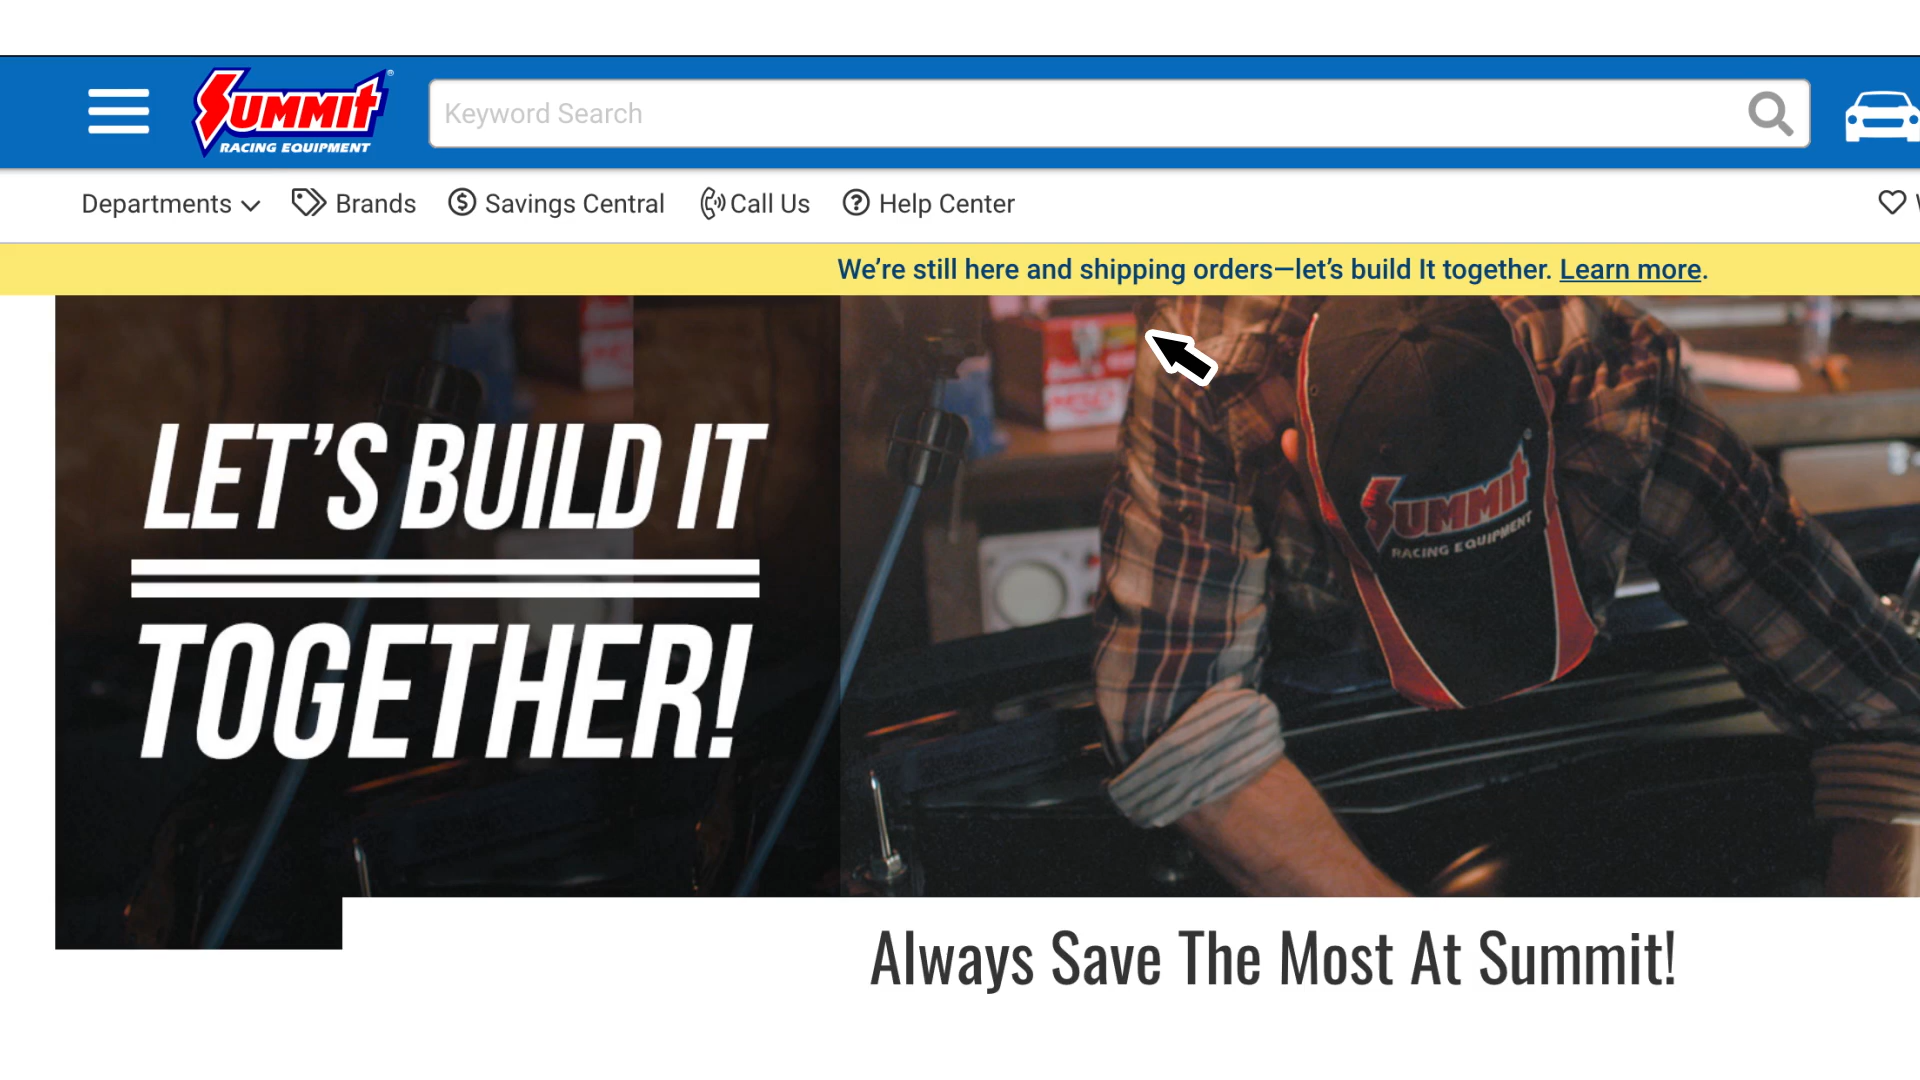 SUMMIT®
RACING EQUIPMENT
Keyword Search
Departments Brands Savings Central Call Us Help Center
We're still here and shipping orders—let's build It together. Learn more.
LET'S BUILD IT
TOGETHER!
SUMMIT®
RACING EQUIPMENT
Always Save The Most At Summit!